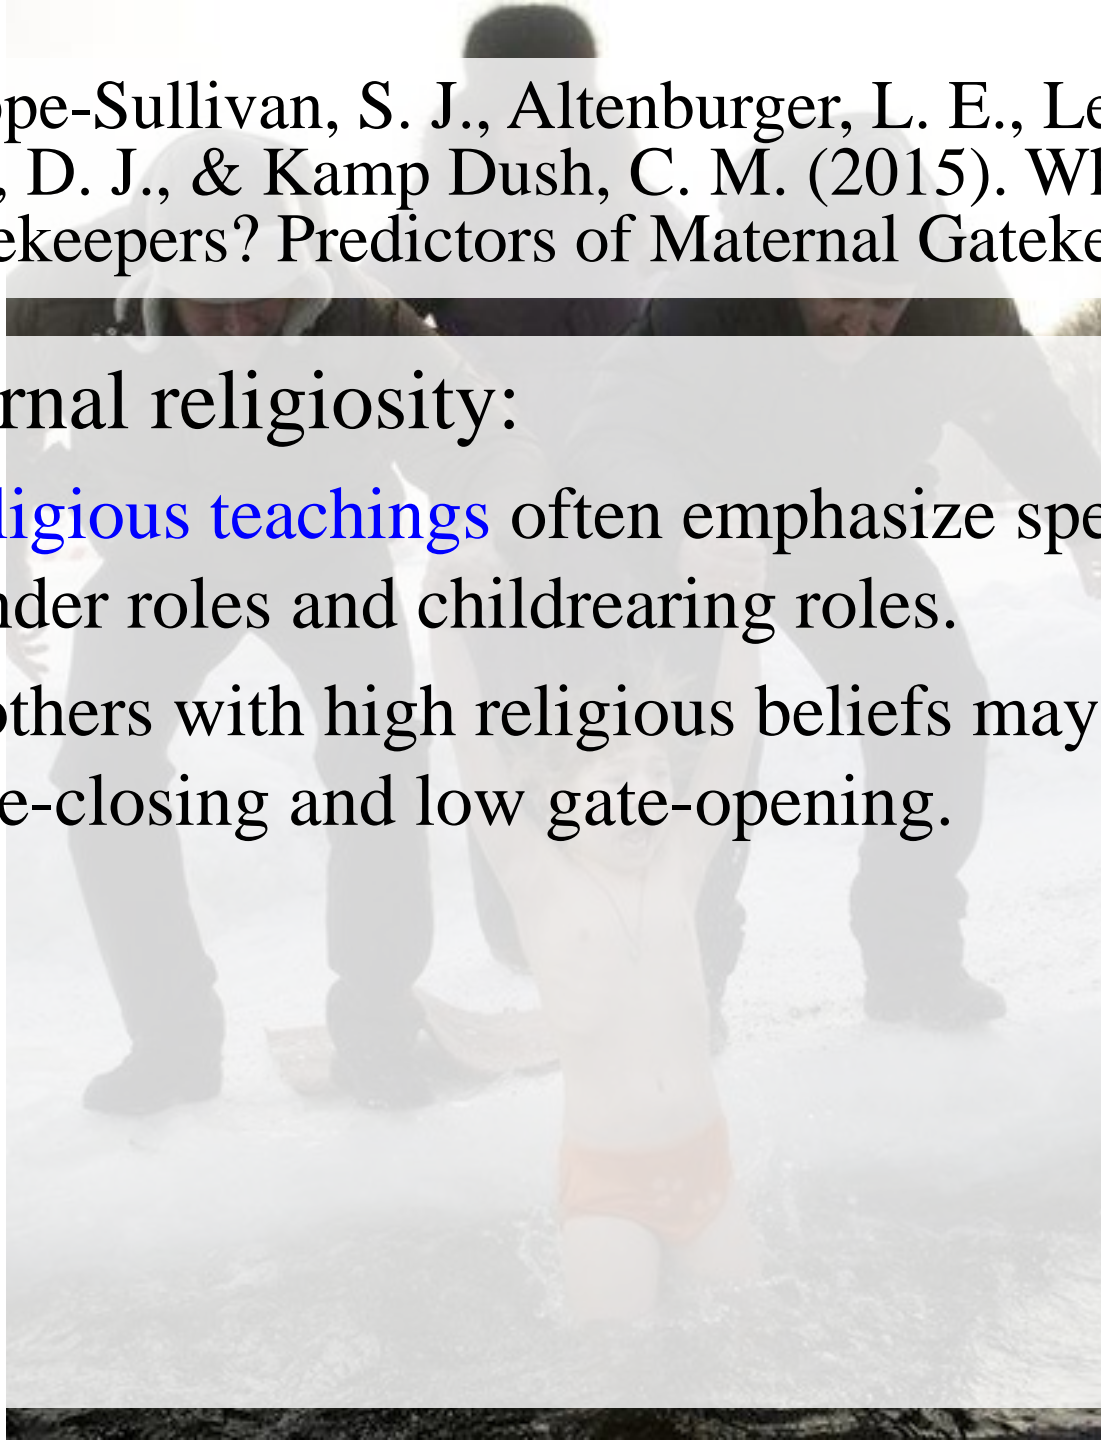 pe-Sullivan, S. J., Altenburger, L. E., Le
, D. J., & Kamp Dush, C. M. (2015). Wh
ekeepers? Predictors of Maternal Gateke
rnal religiosity:
ligious teachings often emphasize spe
nder roles and childrearing roles.
others with high religious beliefs may
e-closing and low gate-opening.